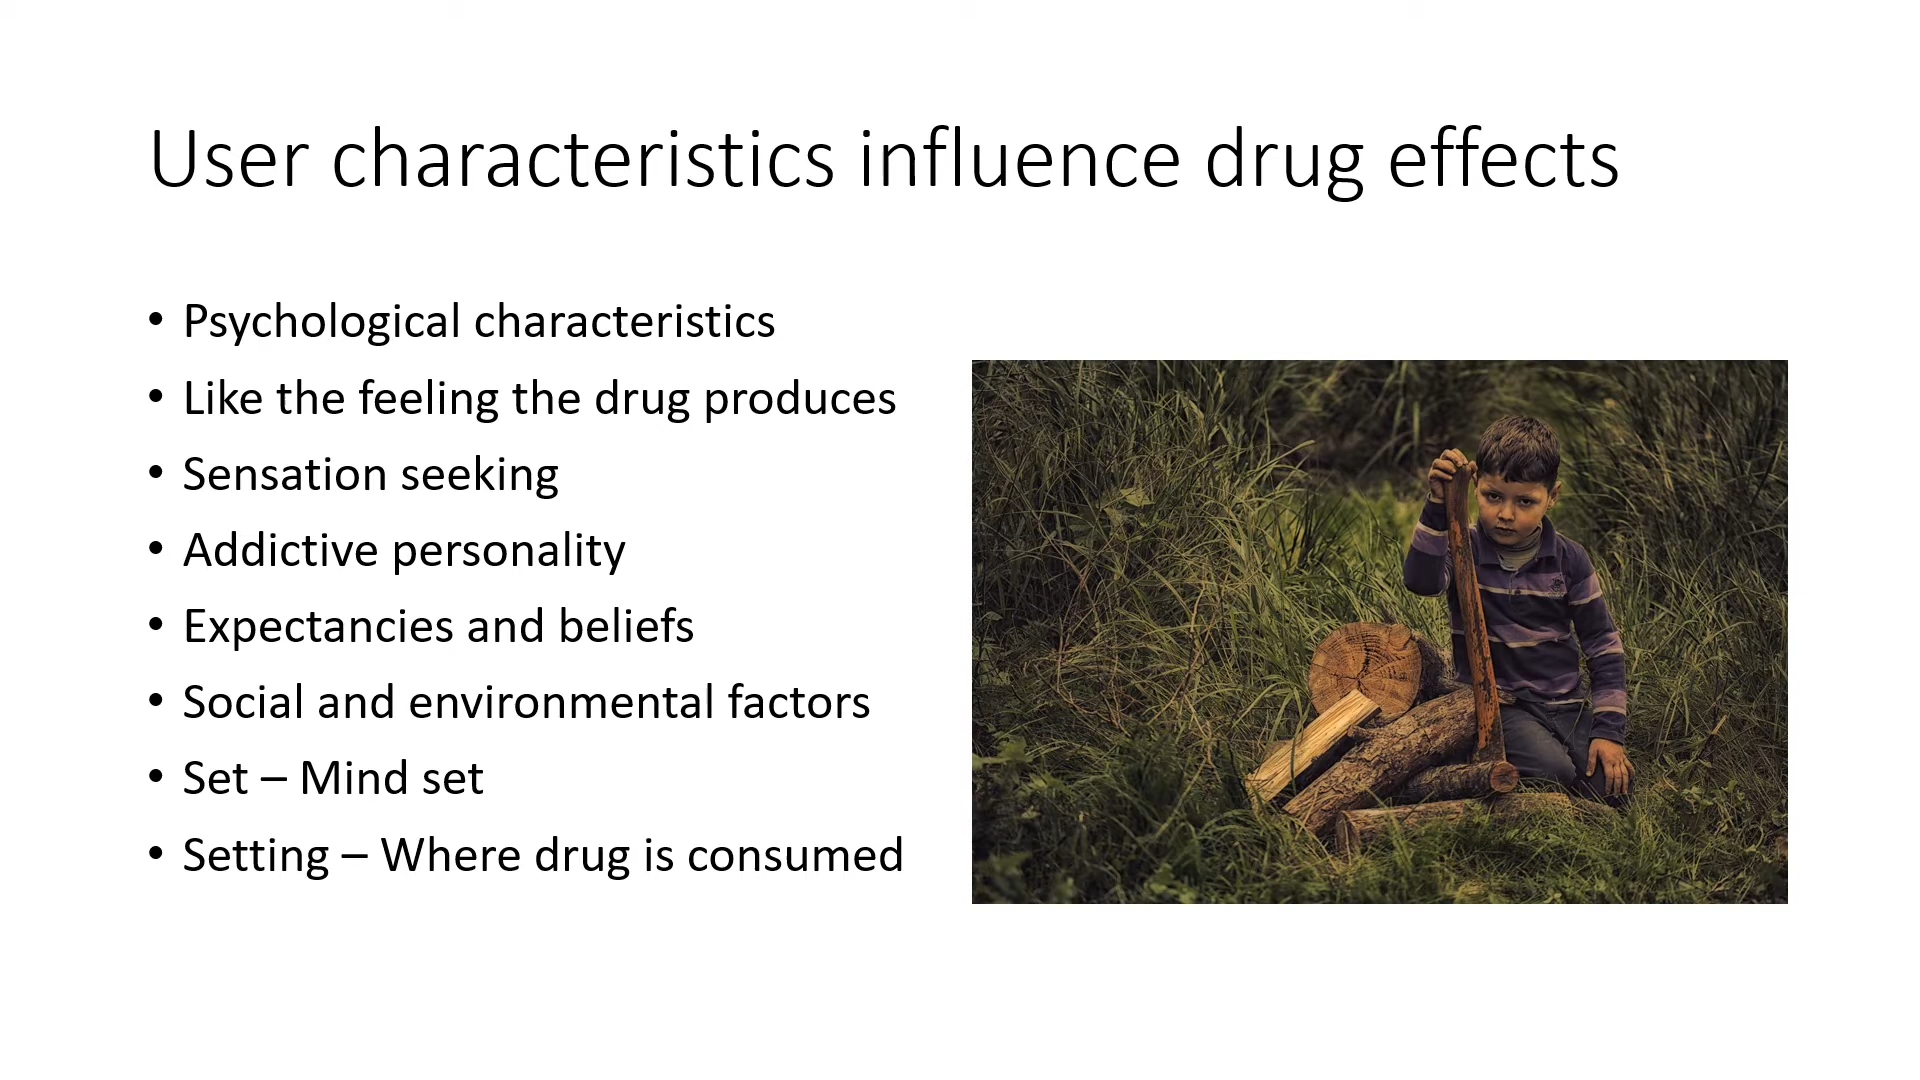 User characteristics influence drug effects
• Psychological characteristics
• Like the feeling the drug produces
• Sensation seeking
• Addictive personality
• Expectancies and beliefs
• Social and environmental factors
• Set – Mind set
• Setting – Where drug is consumed